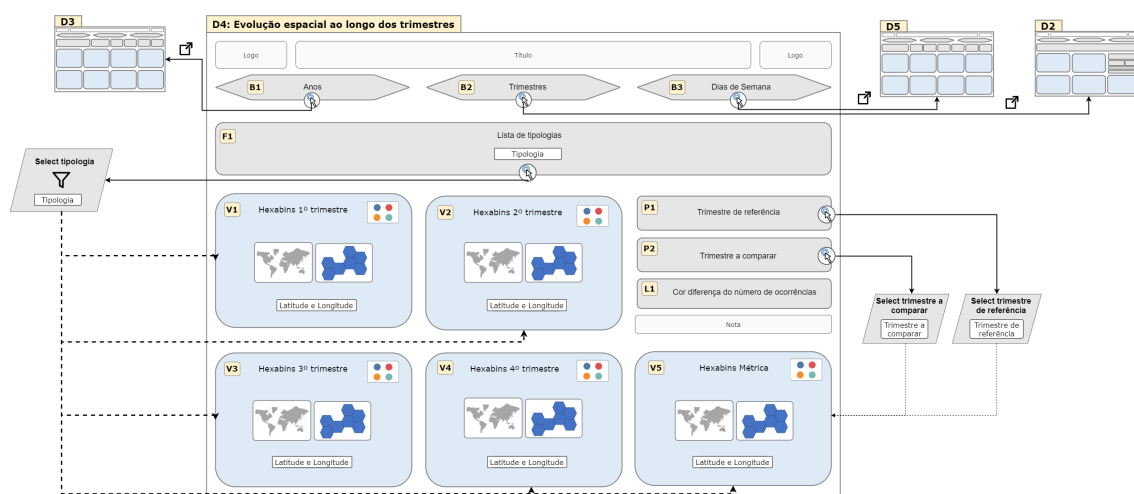 D3
D4: Evolução espacial ao longo dos trimestres
D5
D2
Logo
Título
Logo
B1
Anos
B2
Trimestres
B3
Dias de Semana
F1
Lista de tipologias
Tipologia
Select tipologia
Tipologia
V1
Hexabins 1º trimestre
Latitude e Longitude
V2
Hexabins 2º trimestre
Latitude e Longitude
P1
Trimestre de referência
P2
Trimestre a comparar
L1
Cor diferença do número de ocorrências
Nota
Select trimestre a
comparar
Trimestre a
comparar
Select trimestre
de referência
Trimestre de
referência
V3
Hexabins 3º trimestre
Latitude e Longitude
V4
Hexabins 4º trimestre
Latitude e Longitude
V5
Hexabins Métrica
Latitude e Longitude